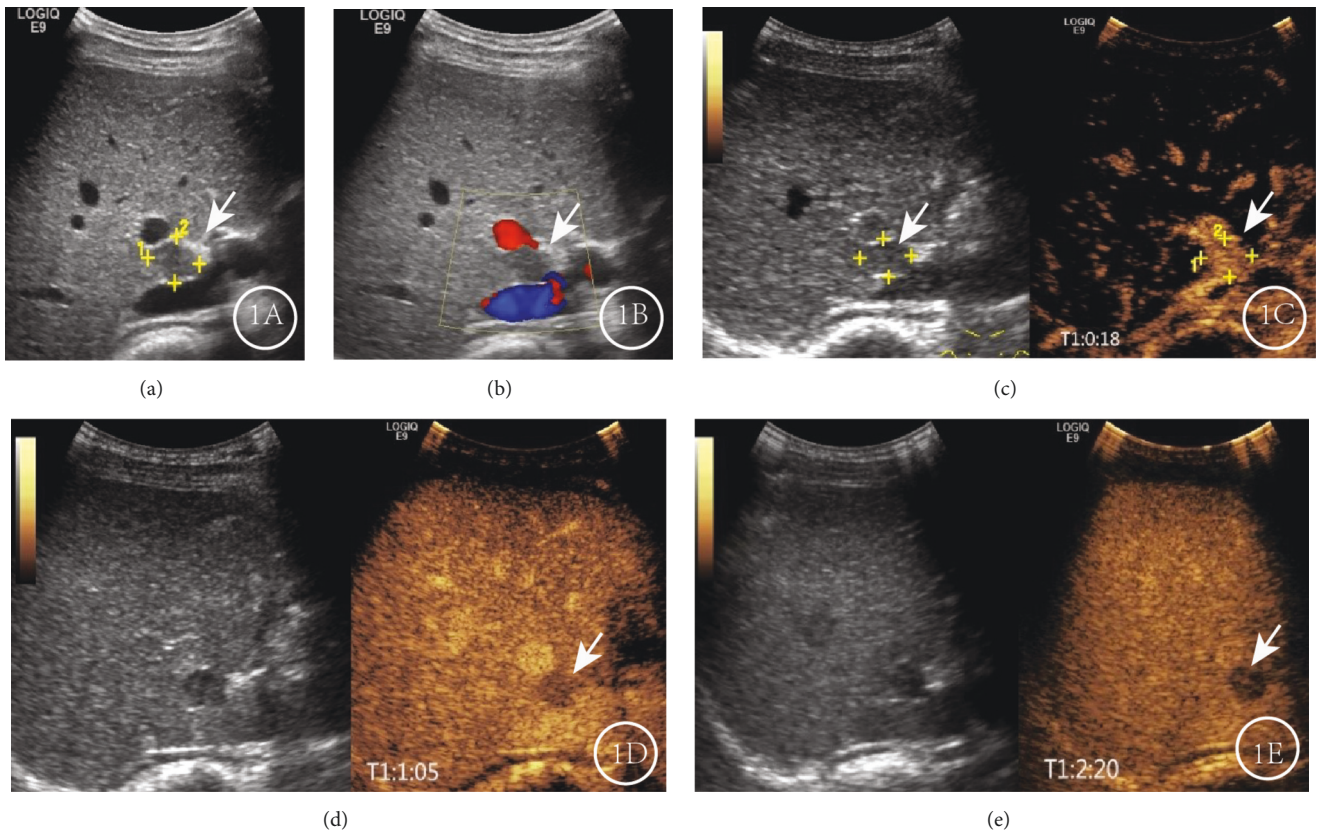 LOGIQ
E9
1
2
1A
(a)
LOGIQ
E9
1B
(b)
LOGIQ
E9
2
1
T1:0:18
1C
(c)
LOGIQ
E9
T1:1:05
1D
(d)
LOGIQ
E9
T1:2:20
1E
(e)